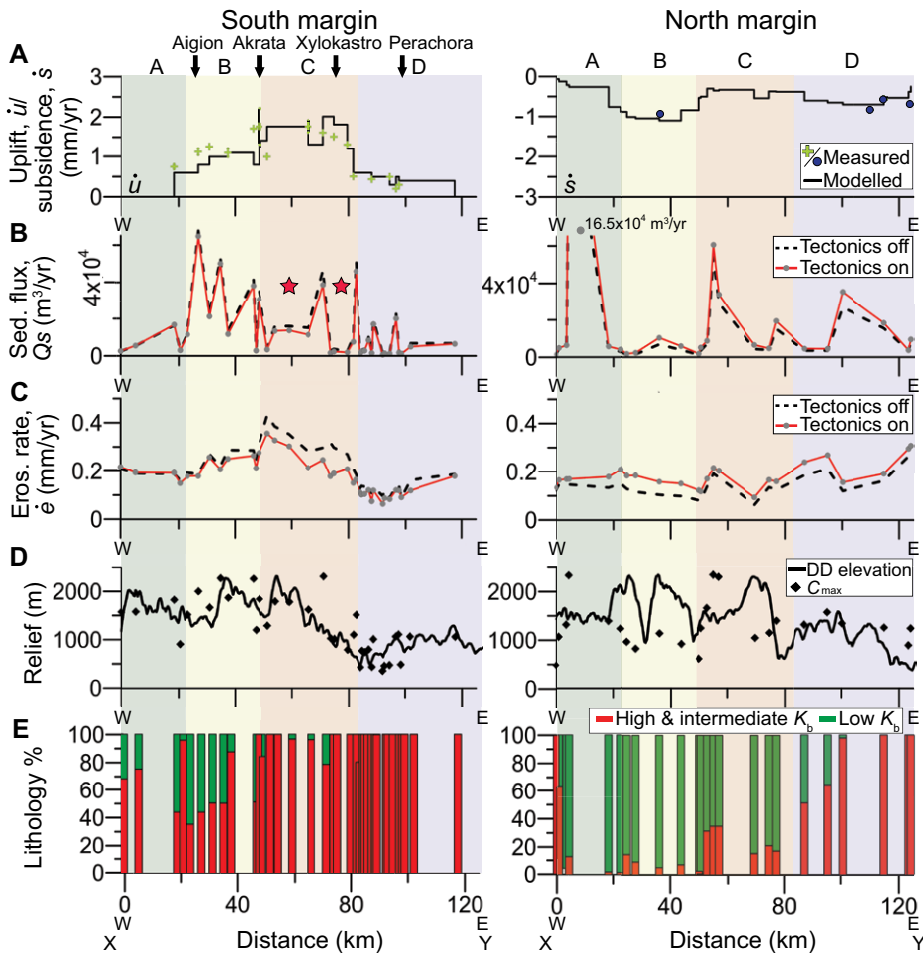 South margin
North margin
Aigion Akrata Xylokastro Perachora
A
A B C D
A B C D
Uplift, u̇/
subsidence, ṡ
(mm/yr)
3
2
1
0
u̇
0
−1
−2
−3
ṡ
Measured
Modelled
W E
W E
B
Sed. flux,
Qs (m³/yr)
4x10⁴
0
16.5x10⁴ m³/yr
4x10⁴
0
Tectonics off
Tectonics on
W E
W E
C
Eros. rate,
ė (mm/yr)
0.4
0.2
0
0.4
0.2
0
Tectonics off
Tectonics on
W E
W E
D
Relief (m)
2000
1000
0
2000
1000
0
DD elevation
Cmax
W E
W E
E
Lithology %
100
80
60
40
20
0
100
80
60
40
20
0
High & intermediate Kb Low Kb
0 40 80 120
W E
X Distance (km) Y
0 40 80 120
W E
X Distance (km) Y